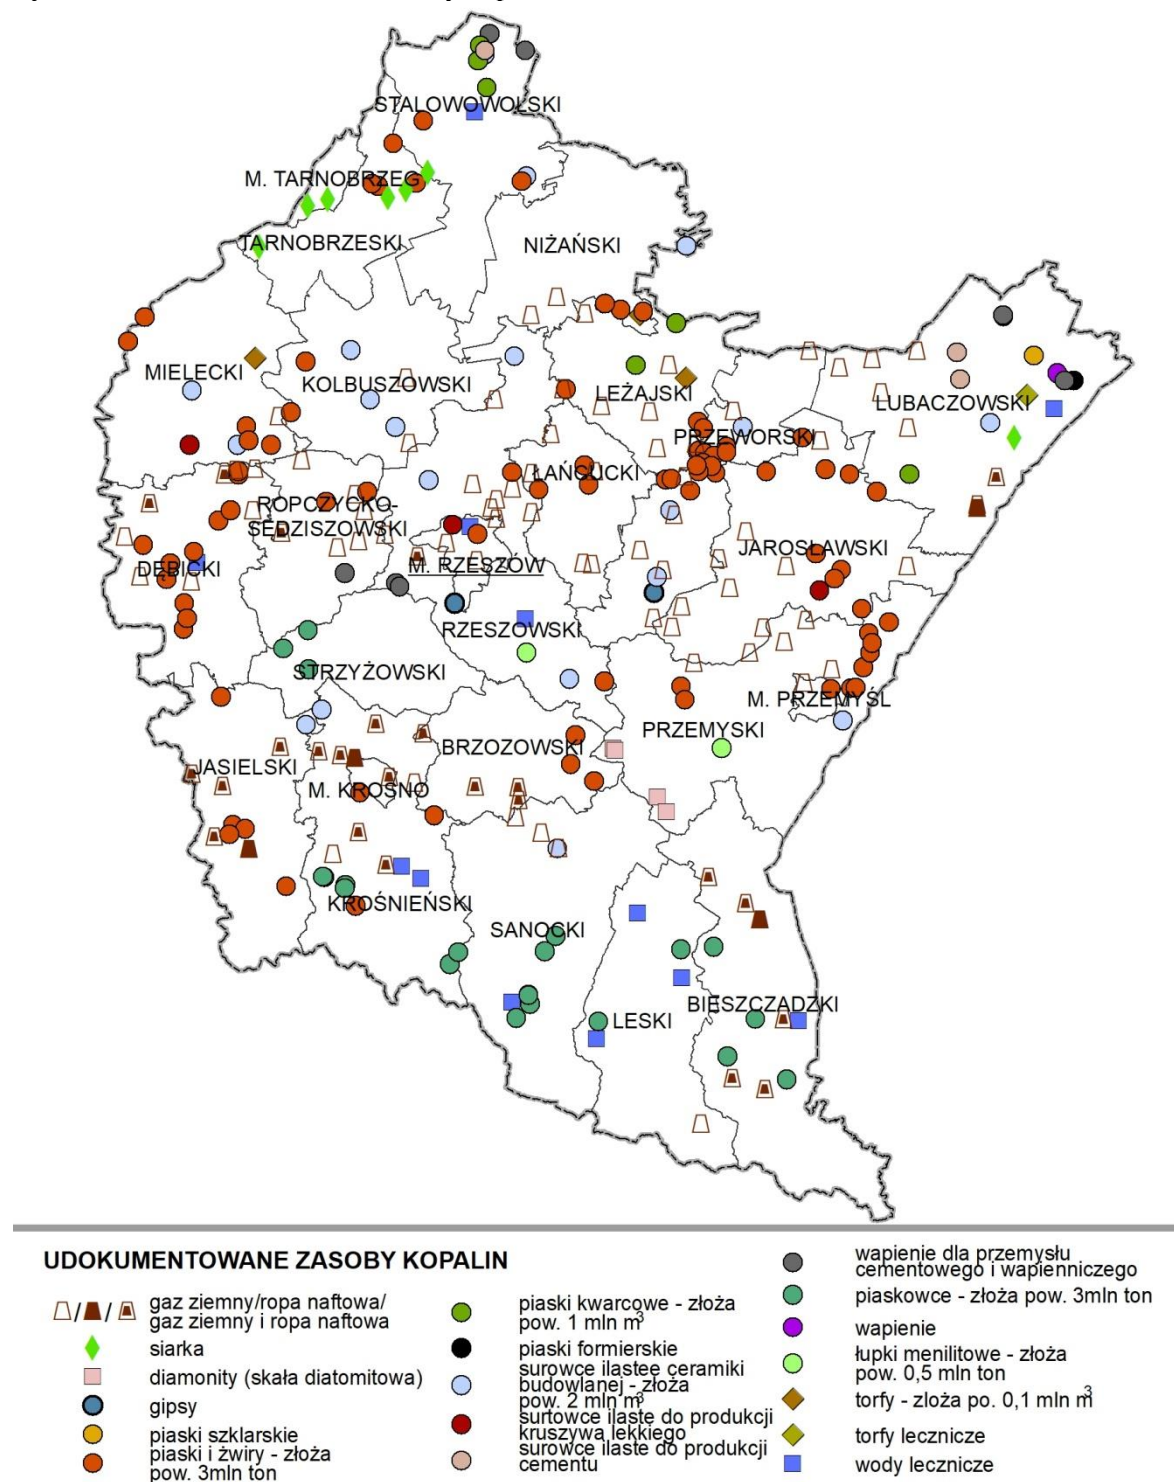 STALOWOWOLSKI
M. TARNOBRZEG
TARNOBRZESKI
NIŻAŃSKI
MIELECKI
KOLBUSZOWSKI
LEŻAJSKI
LUBACZOWSKI
PRZEWORSKI
ŁAŃCUCKI
ROPCZYCKO-
SĘDZISZOWSKI
JAROSŁAWSKI
DĘBICKI
M. RZESZÓW
RZESZOWSKI
STRZYŻOWSKI
M. PRZEMYŚL
PRZEMYSKI
BRZOZOWSKI
JASIELSKI
M. KROSNO
KROŚNIEŃSKI
SANOCKI
BIESZCZADZKI
LESKI
UDOKUMENTOWANE ZASOBY KOPALIN
gaz ziemny/ropa naftowa/
gaz ziemny i ropa naftowa
siarka
diamonity (skała diatomitowa)
gipsy
piaski szklarskie
piaski i żwiry - złoża
pow. 3mln ton
piaski kwarcowe - złoża
pow. 1 mln m³
piaski formierskie
surowce ilastee ceramiki
budowlanej - złoża
pow. 2 mln m³
surtowce ilaste do produkcji
kruszywa lekkiego
surowce ilaste do produkcji
cementu
wapienie dla przemysłu
cementowego i wapienniczego
piaskowce - złoża pow. 3mln ton
wapienie
łupki menilitowe - złoża
pow. 0,5 mln ton
torfy - zloża po. 0,1 mln m³
torfy lecznicze
wody lecznicze